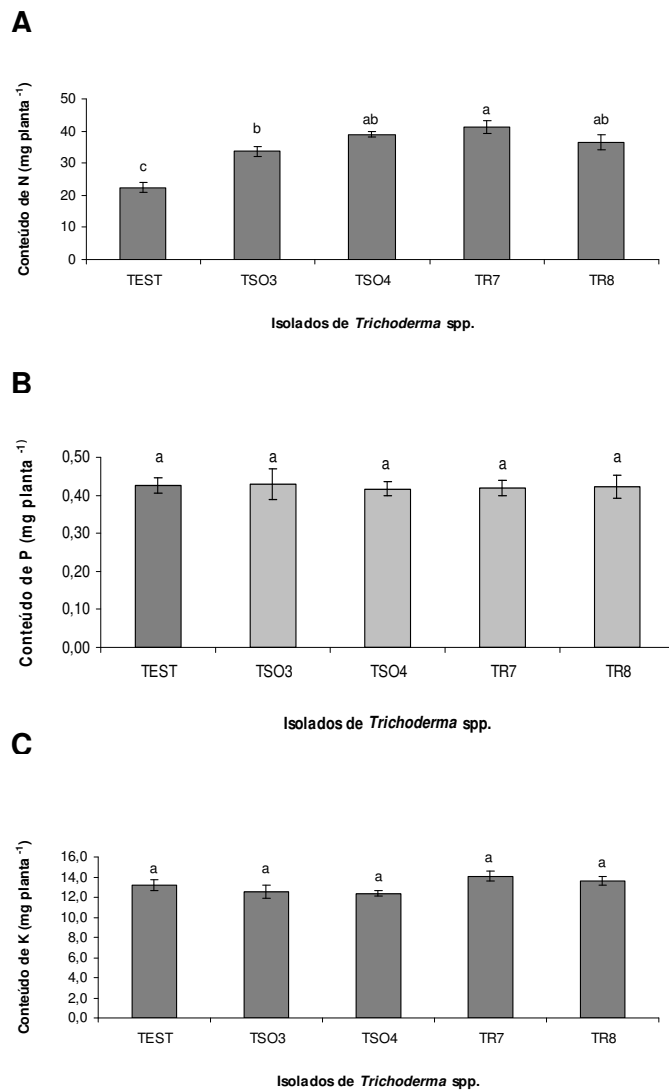 A
Conteúdo de N (mg planta -1)
50
40
30
20
10
0
c
b
ab
a
ab
TEST TSO3 TSO4 TR7 TR8
Isolados de Trichoderma spp.
B
Conteúdo de P (mg planta -1)
0,50
0,40
0,30
0,20
0,10
0,00
a
a
a
a
a
TEST TSO3 TSO4 TR7 TR8
Isolados de Trichoderma spp.
C
Conteúdo de K (mg planta -1)
16,0
14,0
12,0
10,0
8,0
6,0
4,0
2,0
0,0
a
a
a
a
a
TEST TSO3 TSO4 TR7 TR8
Isolados de Trichoderma spp.